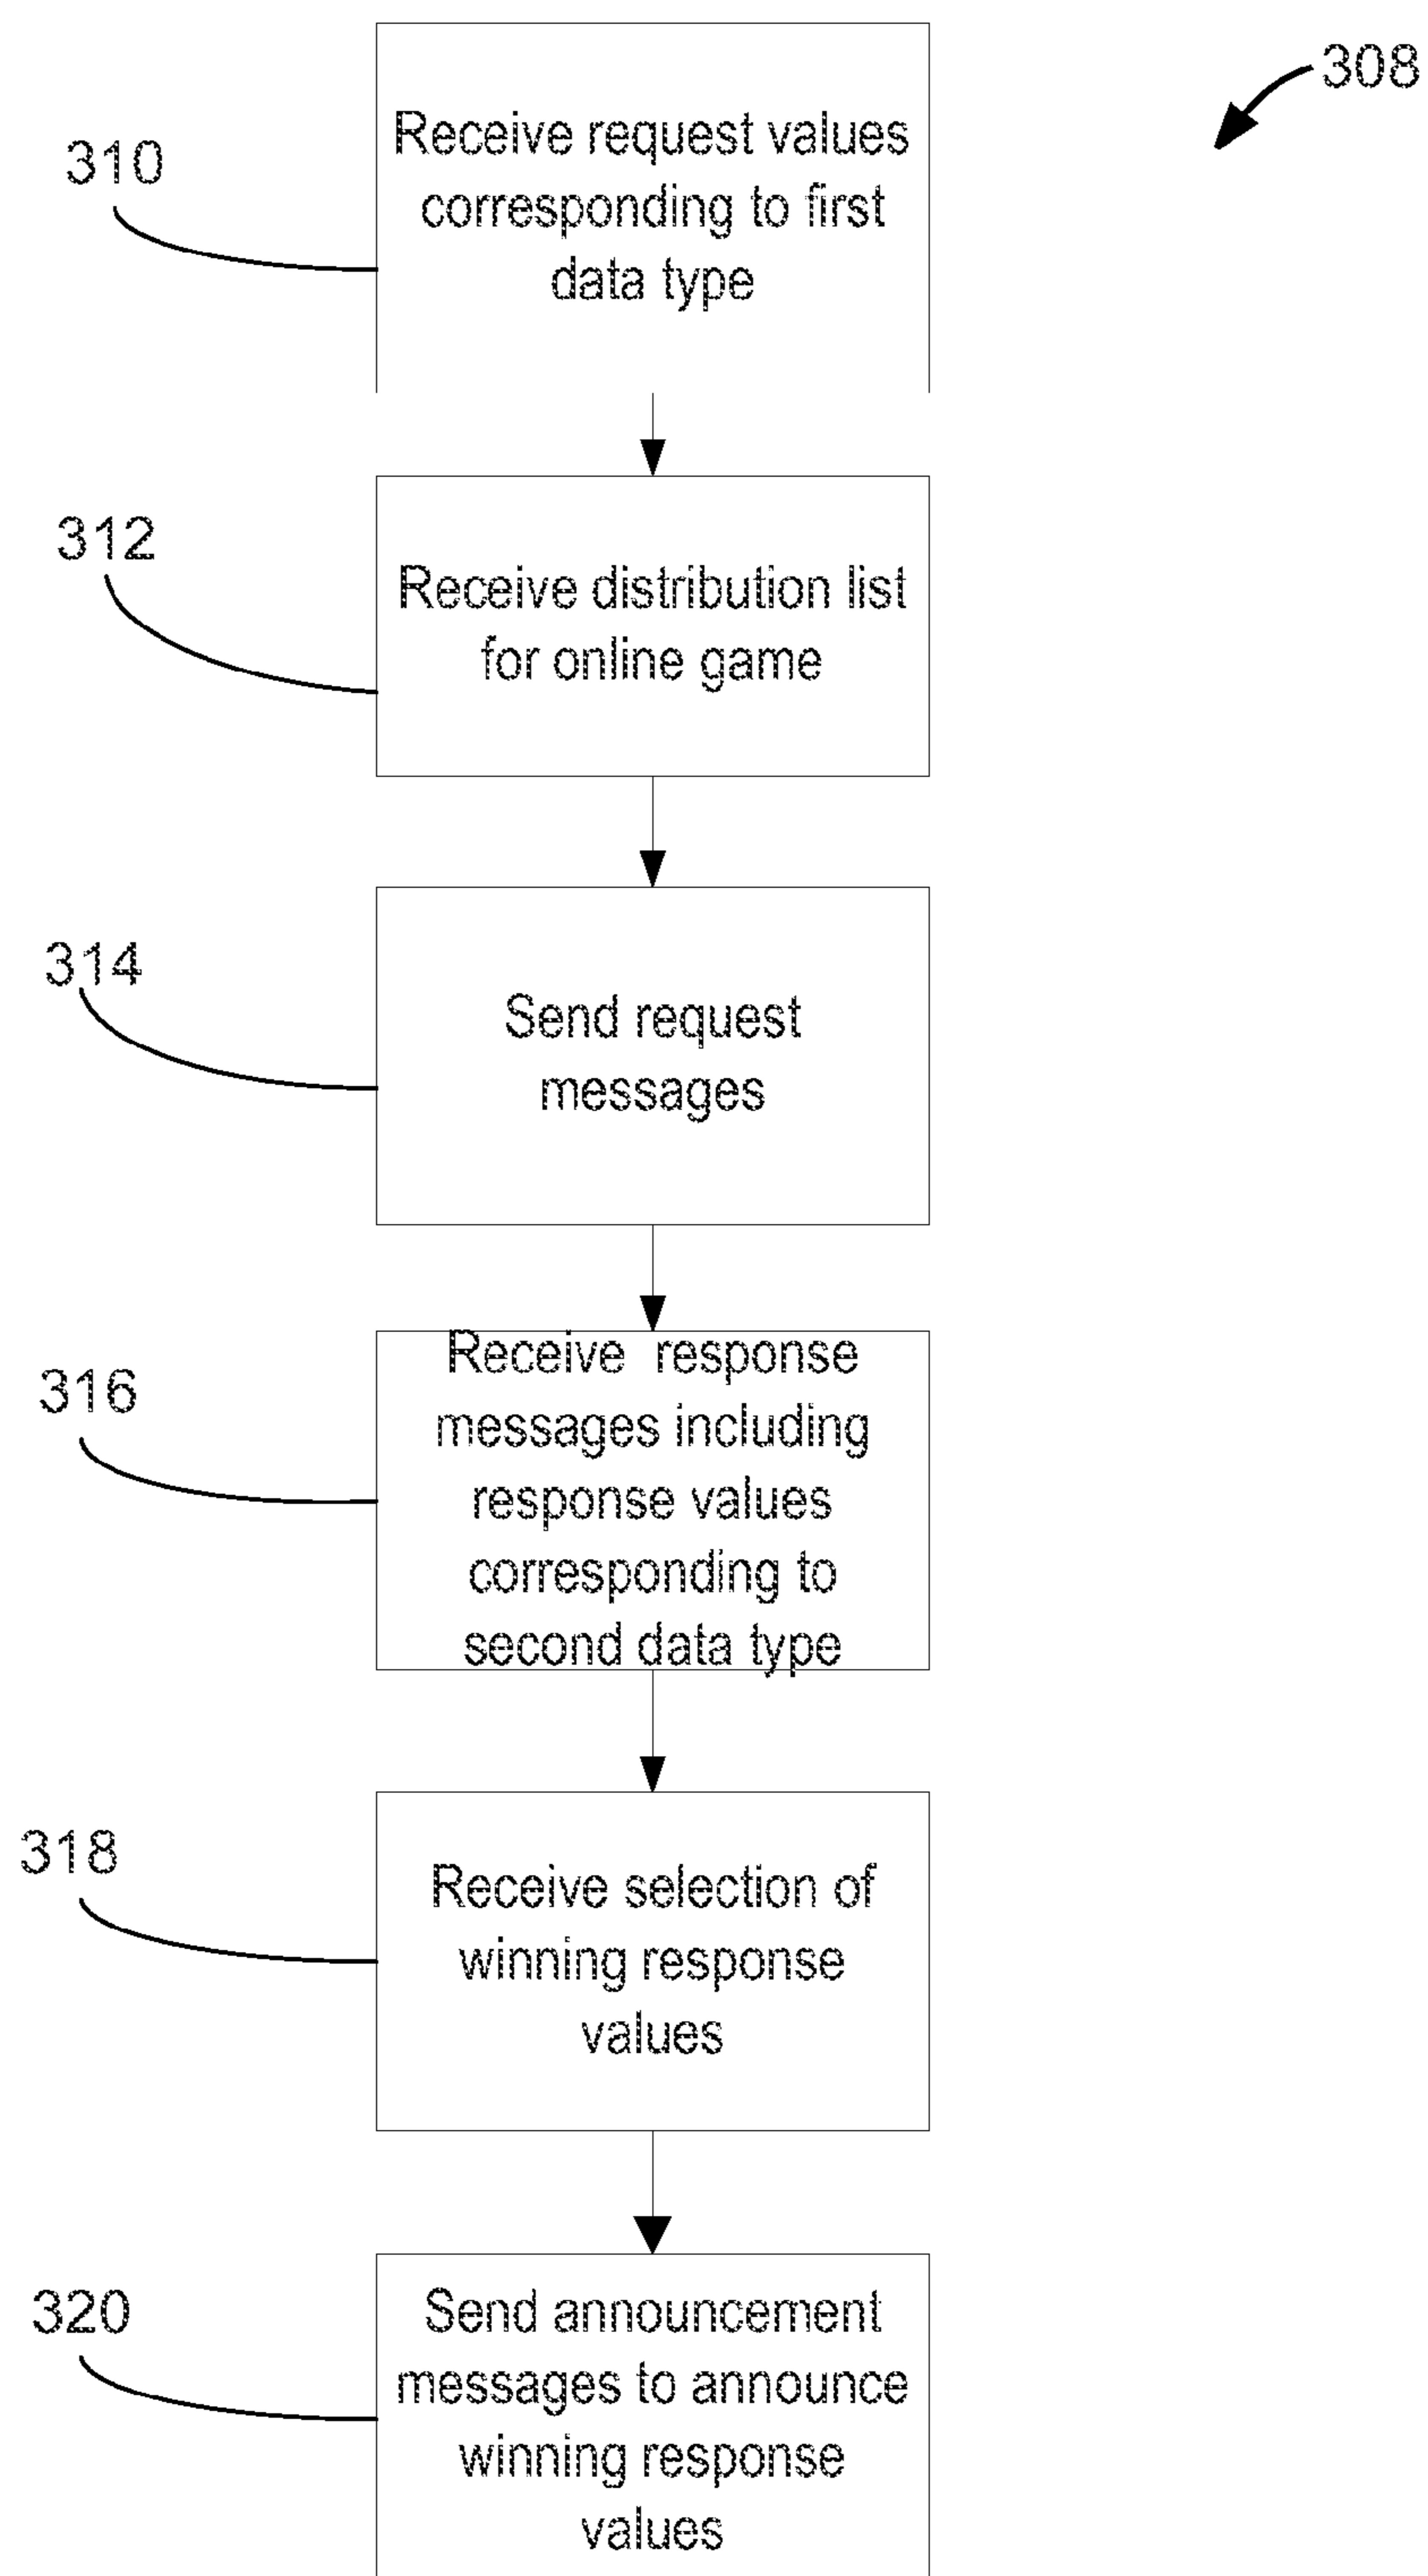 308
310
Receive request values
corresponding to first
data type
312
Receive distribution list
for online game
314
Send request
messages
316
Receive response
messages including
response values
corresponding to
second data type
318
Receive selection of
winning response
values
320
Send announcement
messages to announce
winning response
values